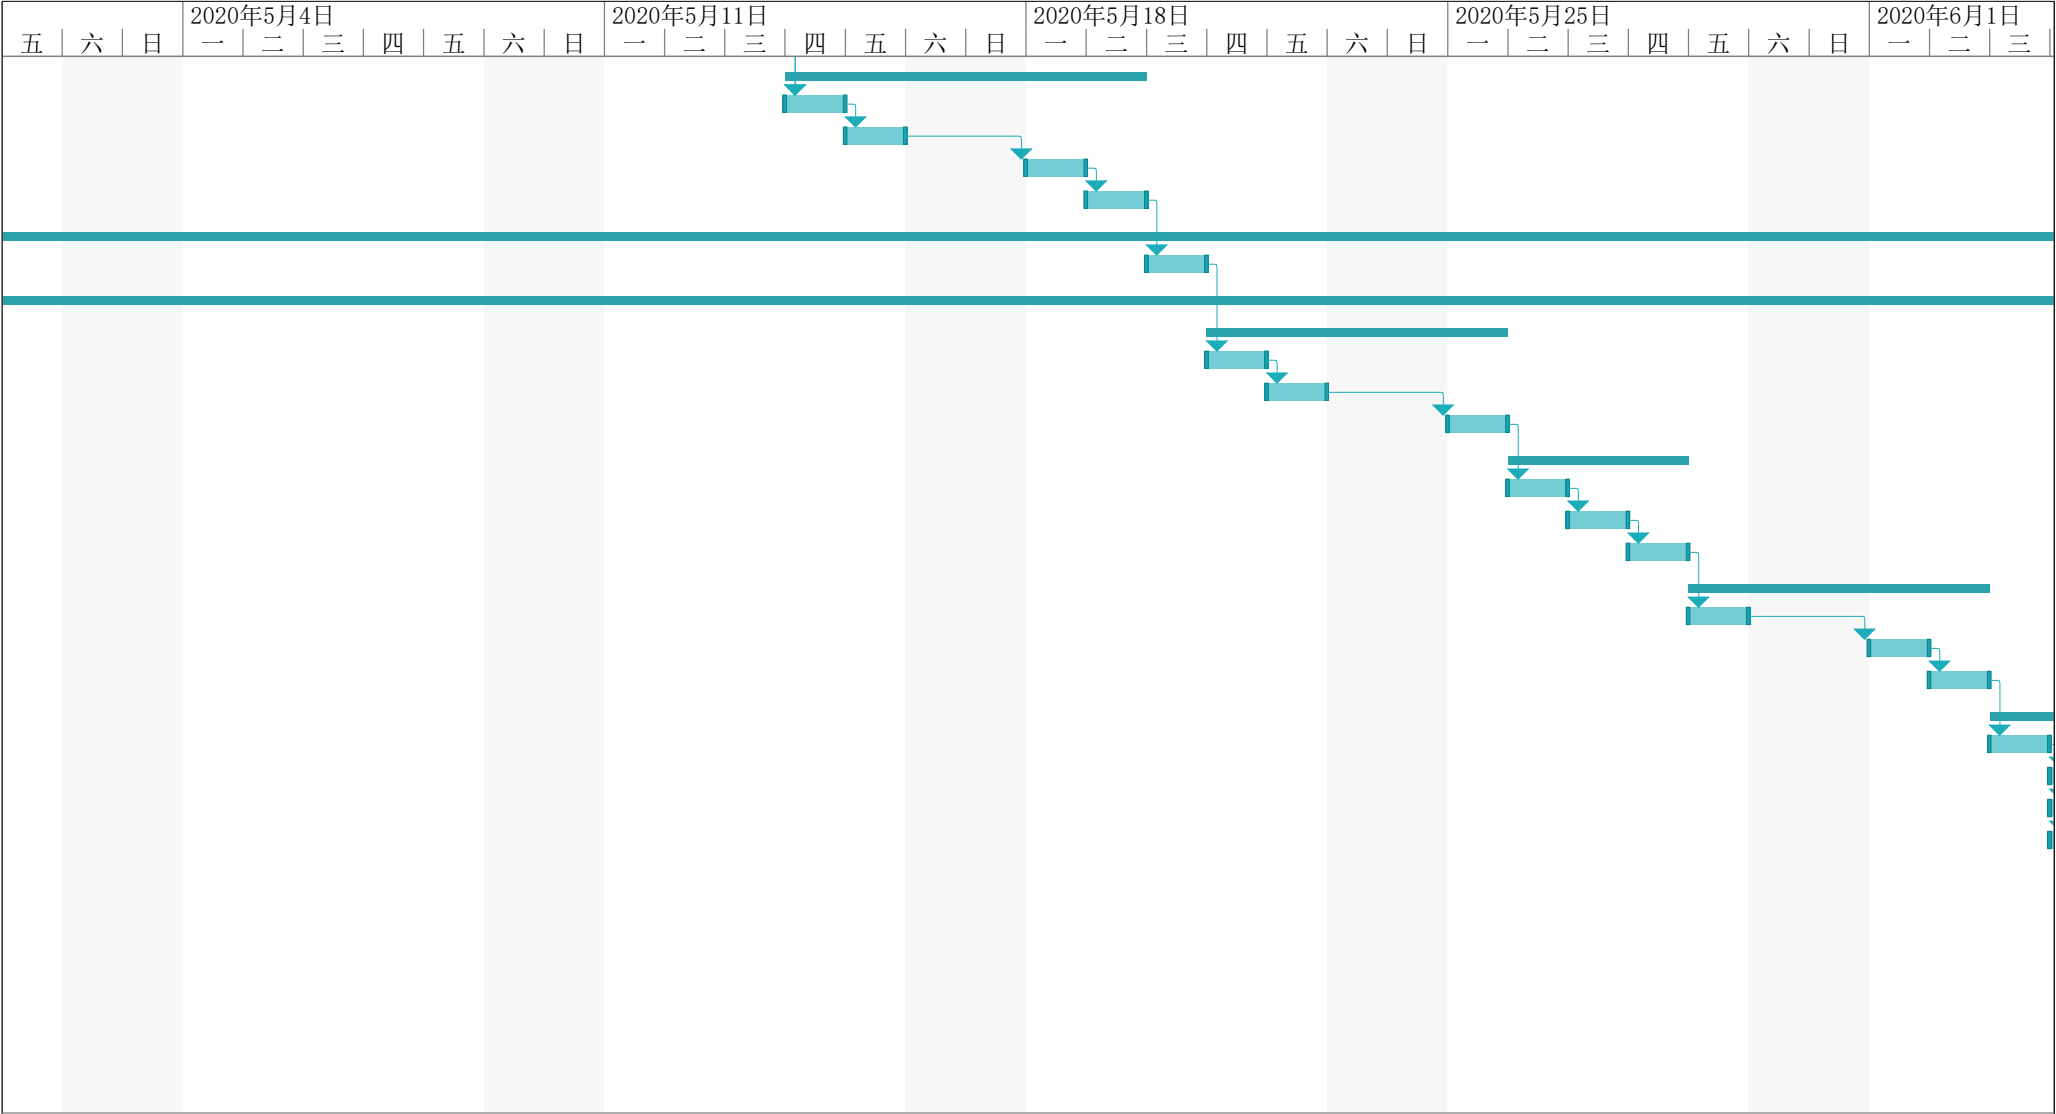 2020年5月4日 2020年5月11日 2020年5月18日 2020年5月25日 2020年6月1日
五 六 日 一 二 三 四 五 六 日 一 二 三 四 五 六 日 一 二 三 四 五 六 日 一 二 三 四 五 六 日 一 二 三